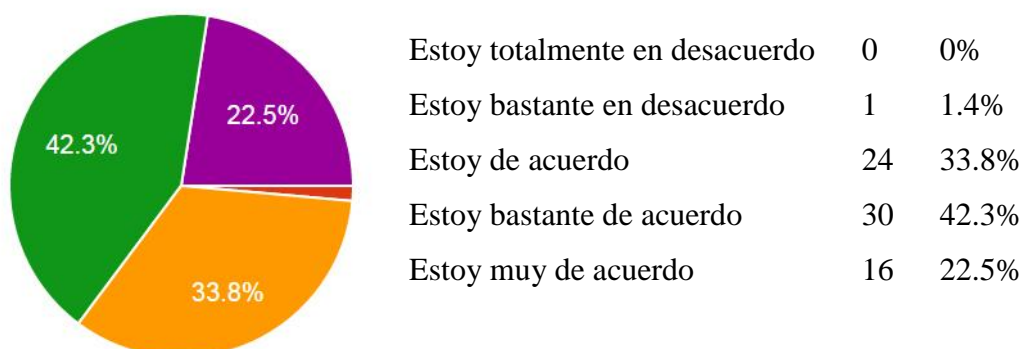 22.5%
42.3%
33.8%
Estoy totalmente en desacuerdo 0 0%
Estoy bastante en desacuerdo 1 1.4%
Estoy de acuerdo 24 33.8%
Estoy bastante de acuerdo 30 42.3%
Estoy muy de acuerdo 16 22.5%